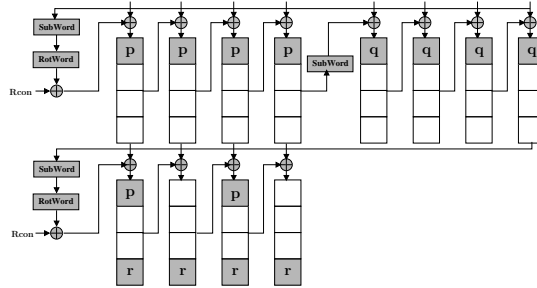 SubWord
RotWord
Rcon
p p p p
SubWord
q q q q
SubWord
RotWord
Rcon
p p
r r r r